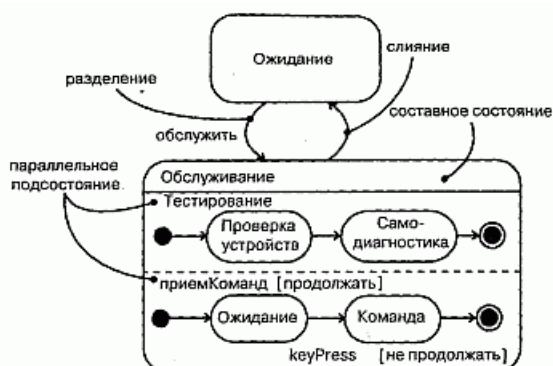 Ожидание
слияние
разделение
составное состояние
обслужить
параллельное
подсостояние.
Обслуживание
Тестирование
Проверка
устройств
Само-
диагностика
приемКоманд [продолжать]
Ожидание
Команда
keyPress [не продолжать]